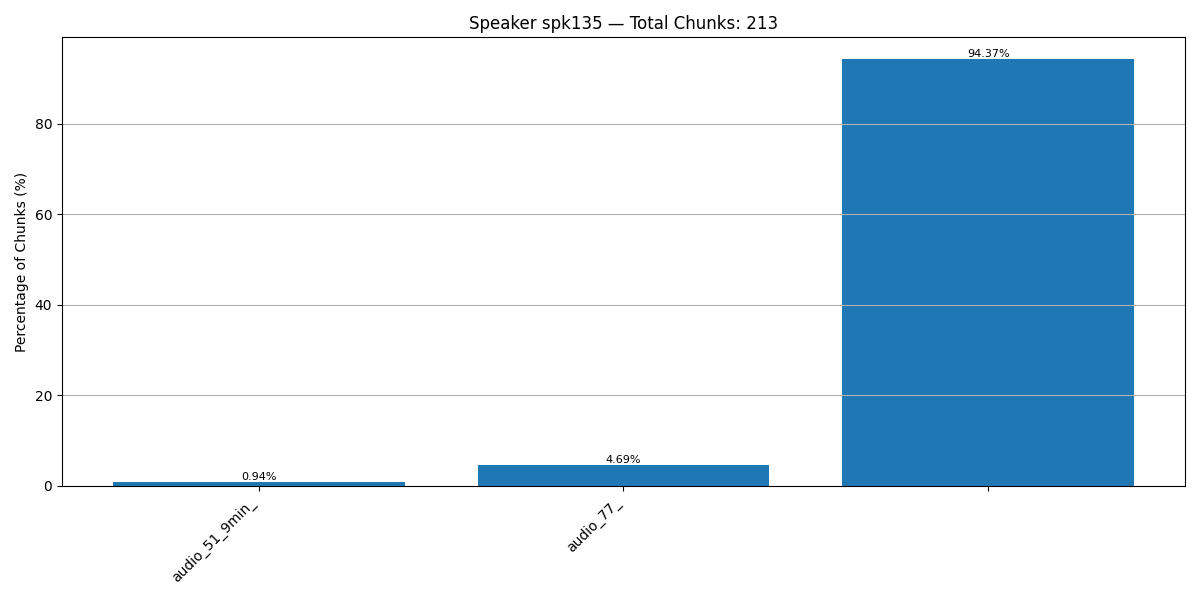 Speaker spk135 — Total Chunks: 213
Percentage of Chunks (%)
80
60
40
20
0
0.94%
4.69%
94.37%
audio_51_9min_
audio_77_